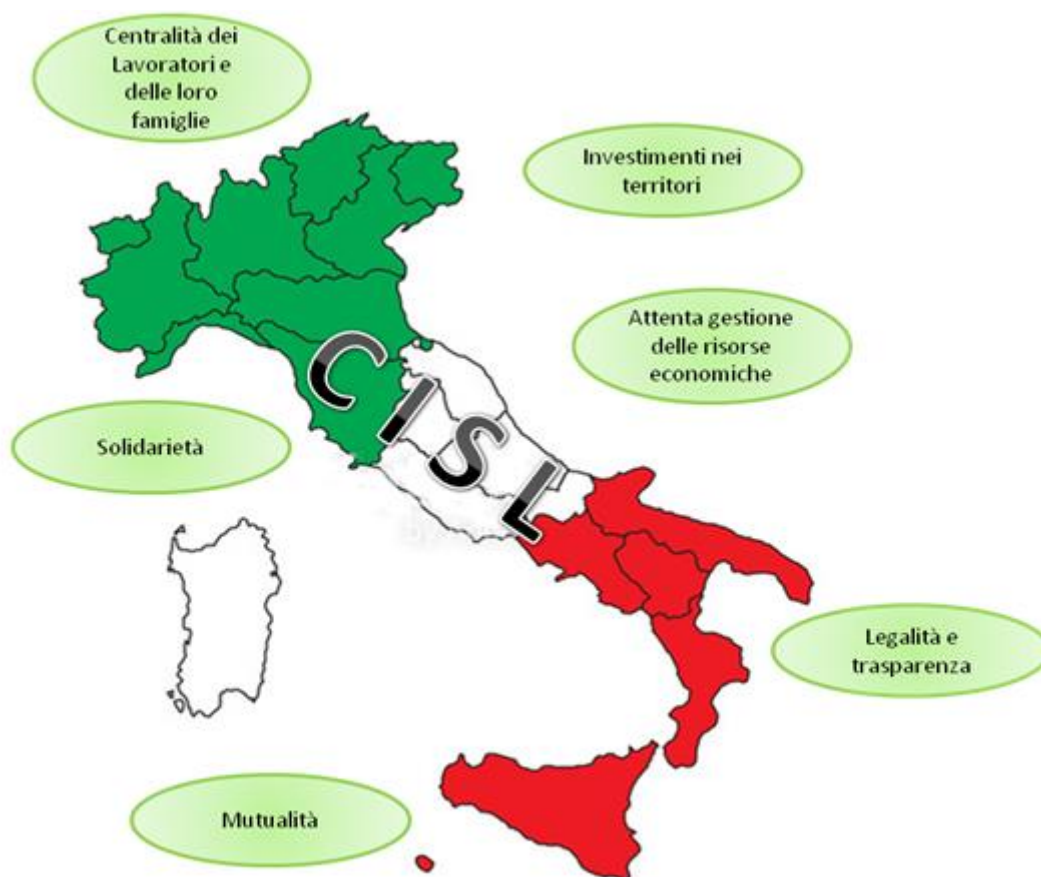 Centralità dei
Lavoratori e
delle loro
famiglie
Investimenti nei
territori
Attenta gestione
delle risorse
economiche
CISL
Solidarietà
Legalità e
trasparenza
Mutualità